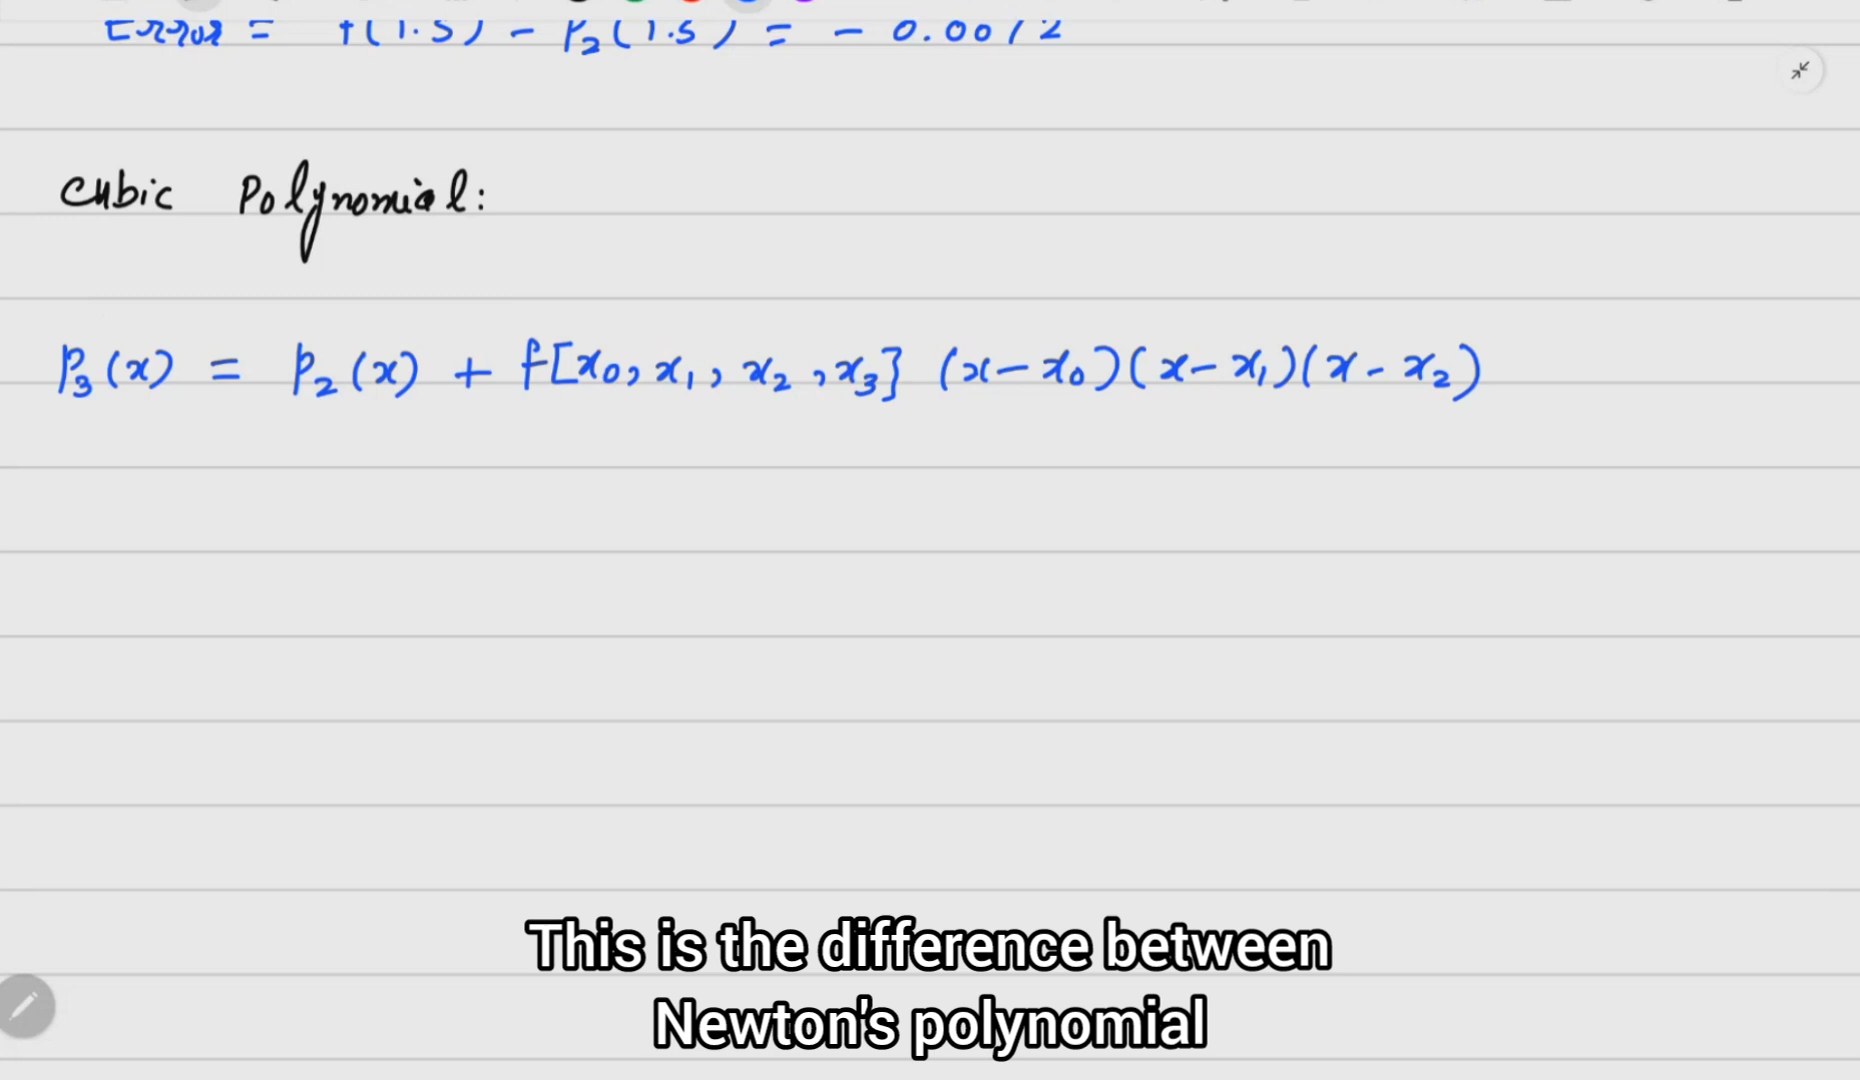 Error = f(1.5) - P₂(1.5) = - 0.0012
Cubic Polynomial:
P₃(x) = P₂(x) + f[x₀, x₁, x₂, x₃] (x-x₀)(x-x₁)(x-x₂)
This is the difference between
Newton's polynomial